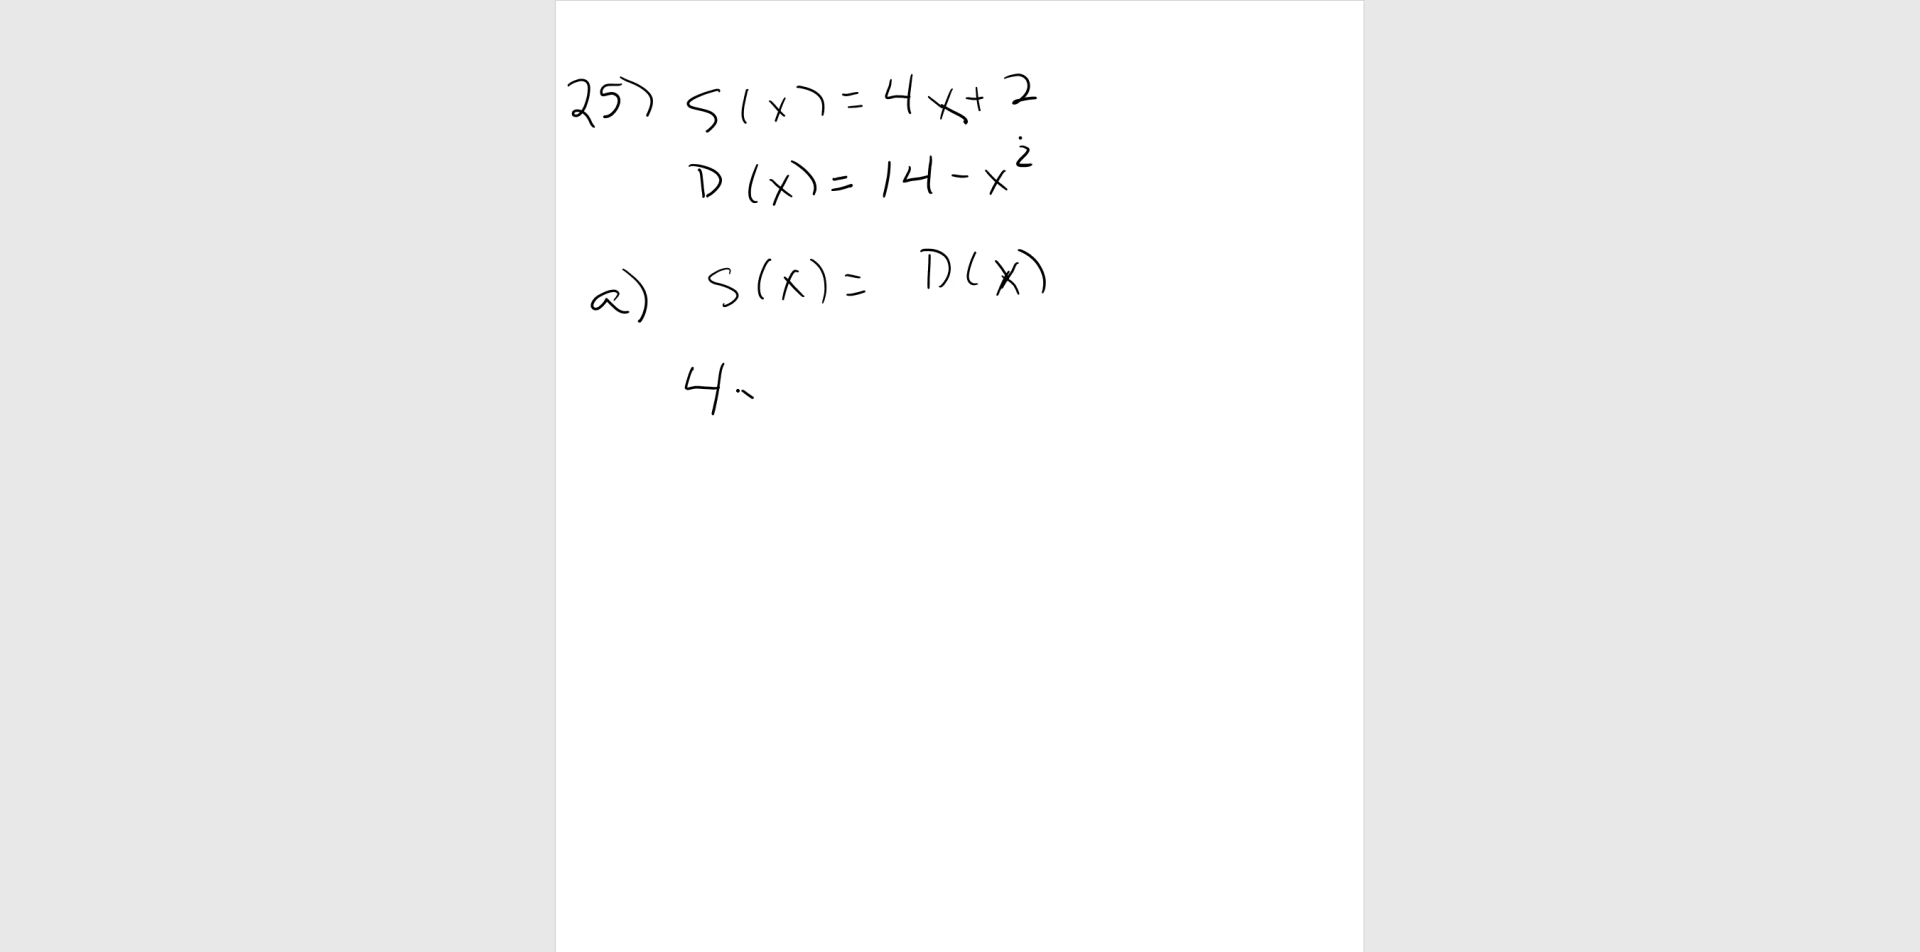 25) S(x) = 4x + 2
D(x) = 14 - x²
a) S(x) = D(x)
4